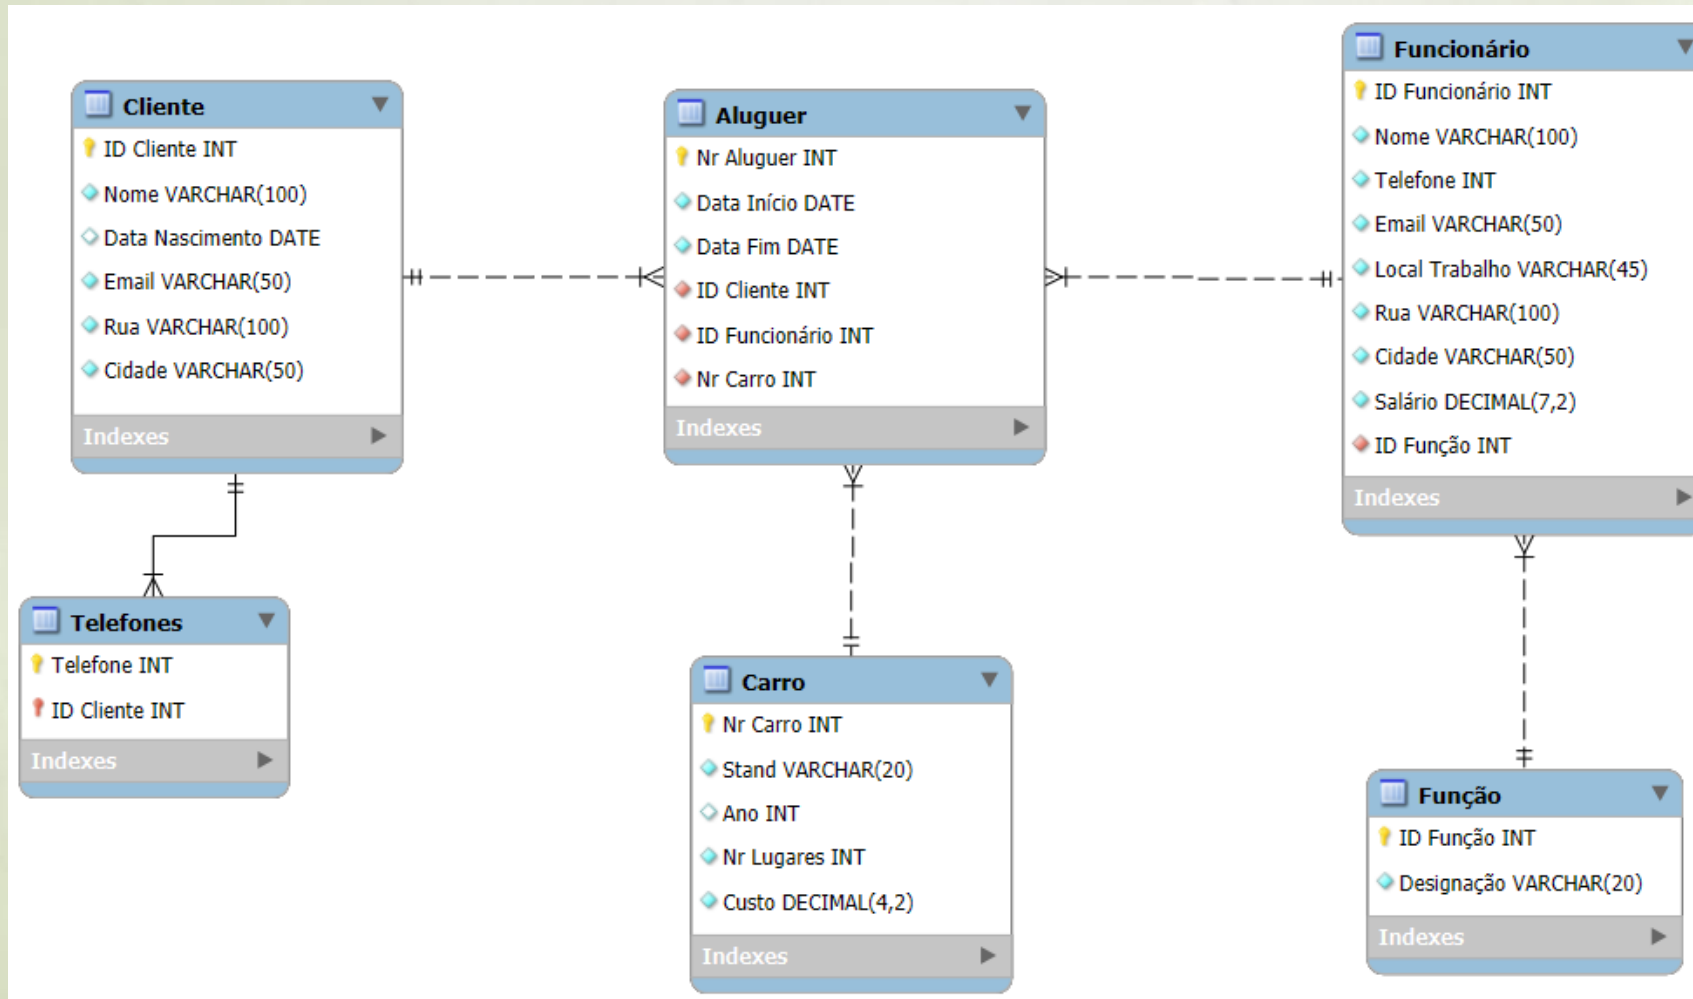 Cliente
ID Cliente INT
Nome VARCHAR(100)
Data Nascimento DATE
Email VARCHAR(50)
Rua VARCHAR(100)
Cidade VARCHAR(50)
Indexes
Telefones
Telefone INT
ID Cliente INT
Indexes
Aluguer
Nr Aluguer INT
Data Início DATE
Data Fim DATE
ID Cliente INT
ID Funcionário INT
Nr Carro INT
Indexes
Carro
Nr Carro INT
Stand VARCHAR(20)
Ano INT
Nr Lugares INT
Custo DECIMAL(4,2)
Indexes
Funcionário
ID Funcionário INT
Nome VARCHAR(100)
Telefone INT
Email VARCHAR(50)
Local Trabalho VARCHAR(45)
Rua VARCHAR(100)
Cidade VARCHAR(50)
Salário DECIMAL(7,2)
ID Função INT
Indexes
Função
ID Função INT
Designação VARCHAR(20)
Indexes